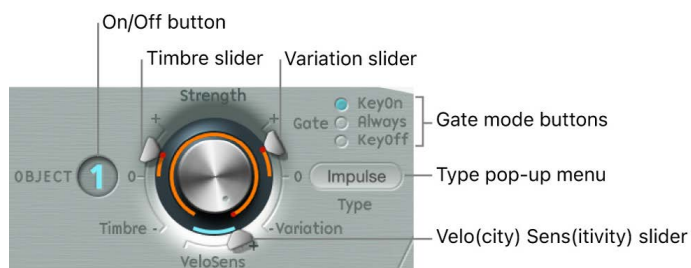 On/Off button
Timbre slider
Variation slider
Strength
+
+
KeyOn
Gate
Always
KeyOff
Gate mode buttons
OBJECT
1
0
0
Impulse
Type pop-up menu
Type
Timbre -
- Variation
+
VeloSens
Velo(city) Sens(itivity) slider